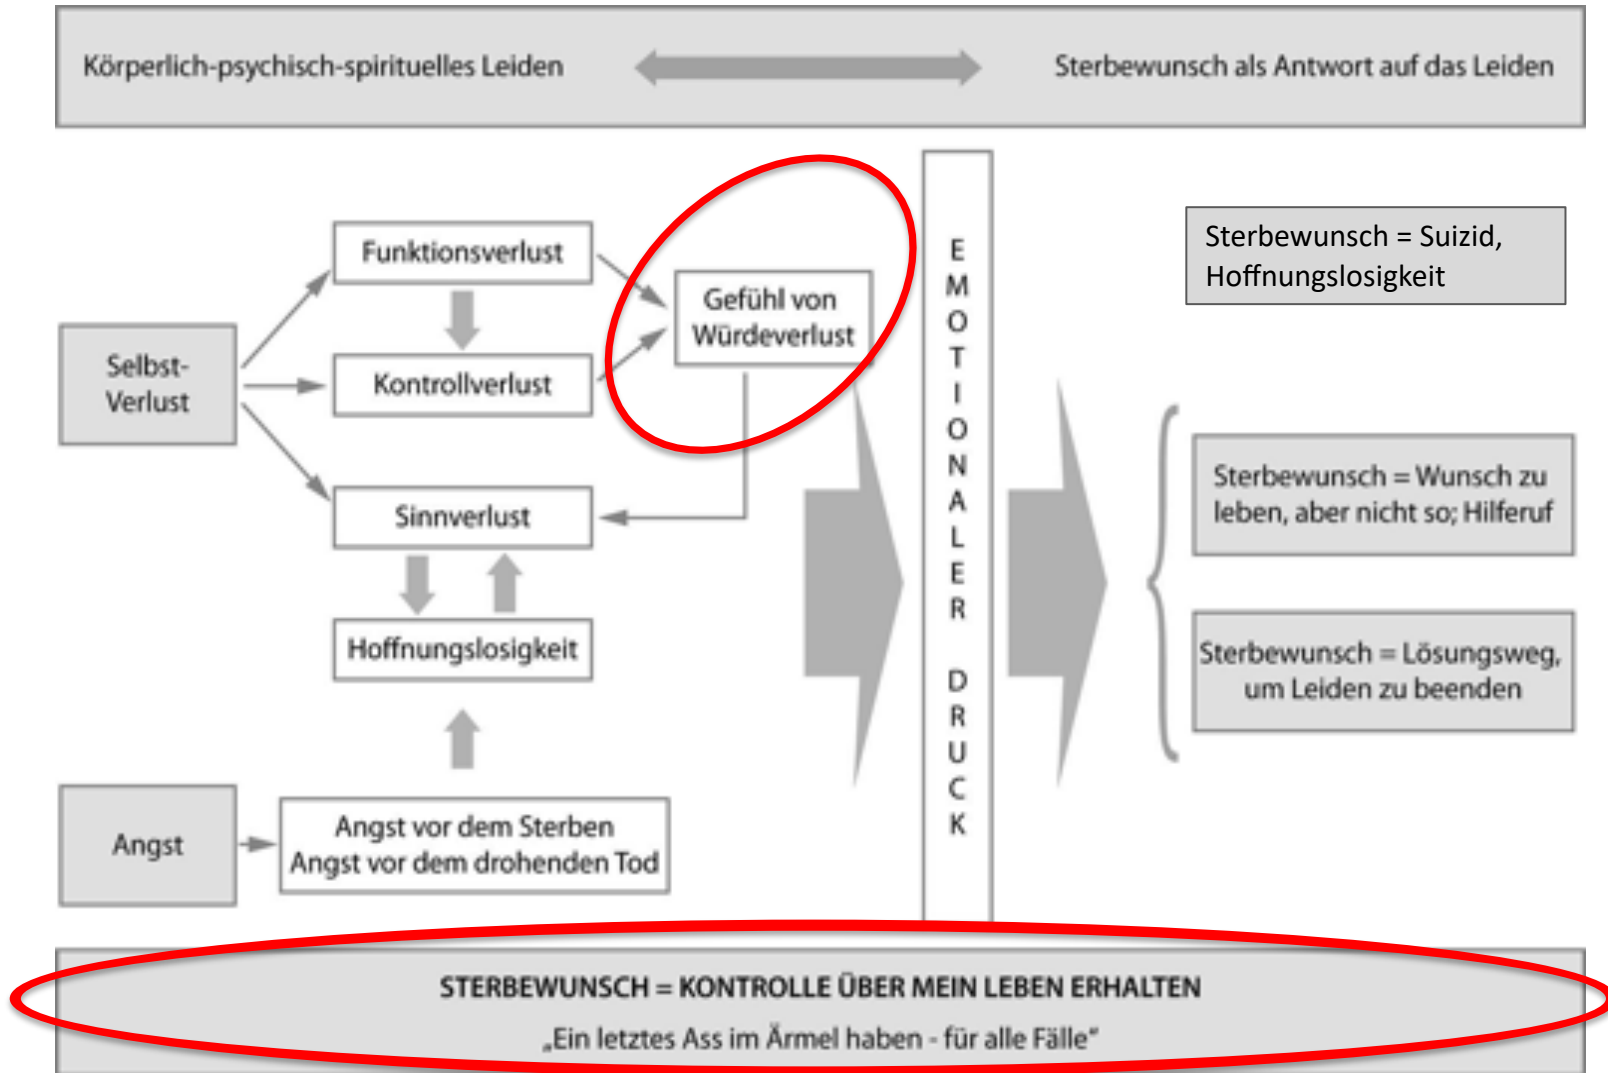 Körperlich-psychisch-spirituelles Leiden
Sterbewunsch als Antwort auf das Leiden
Selbst-
Verlust
Funktionsverlust
Kontrollverlust
Gefühl von
Würdeverlust
Sinnverlust
Hoffnungslosigkeit
Angst
Angst vor dem Sterben
Angst vor dem drohenden Tod
EMOTIONALER DRUCK
Sterbewunsch = Suizid,
Hoffnungslosigkeit
Sterbewunsch = Wunsch zu
leben, aber nicht so; Hilferuf
Sterbewunsch = Lösungsweg,
um Leiden zu beenden
STERBEWUNSCH = KONTROLLE ÜBER MEIN LEBEN ERHALTEN
„Ein letztes Ass im Ärmel haben - für alle Fälle“